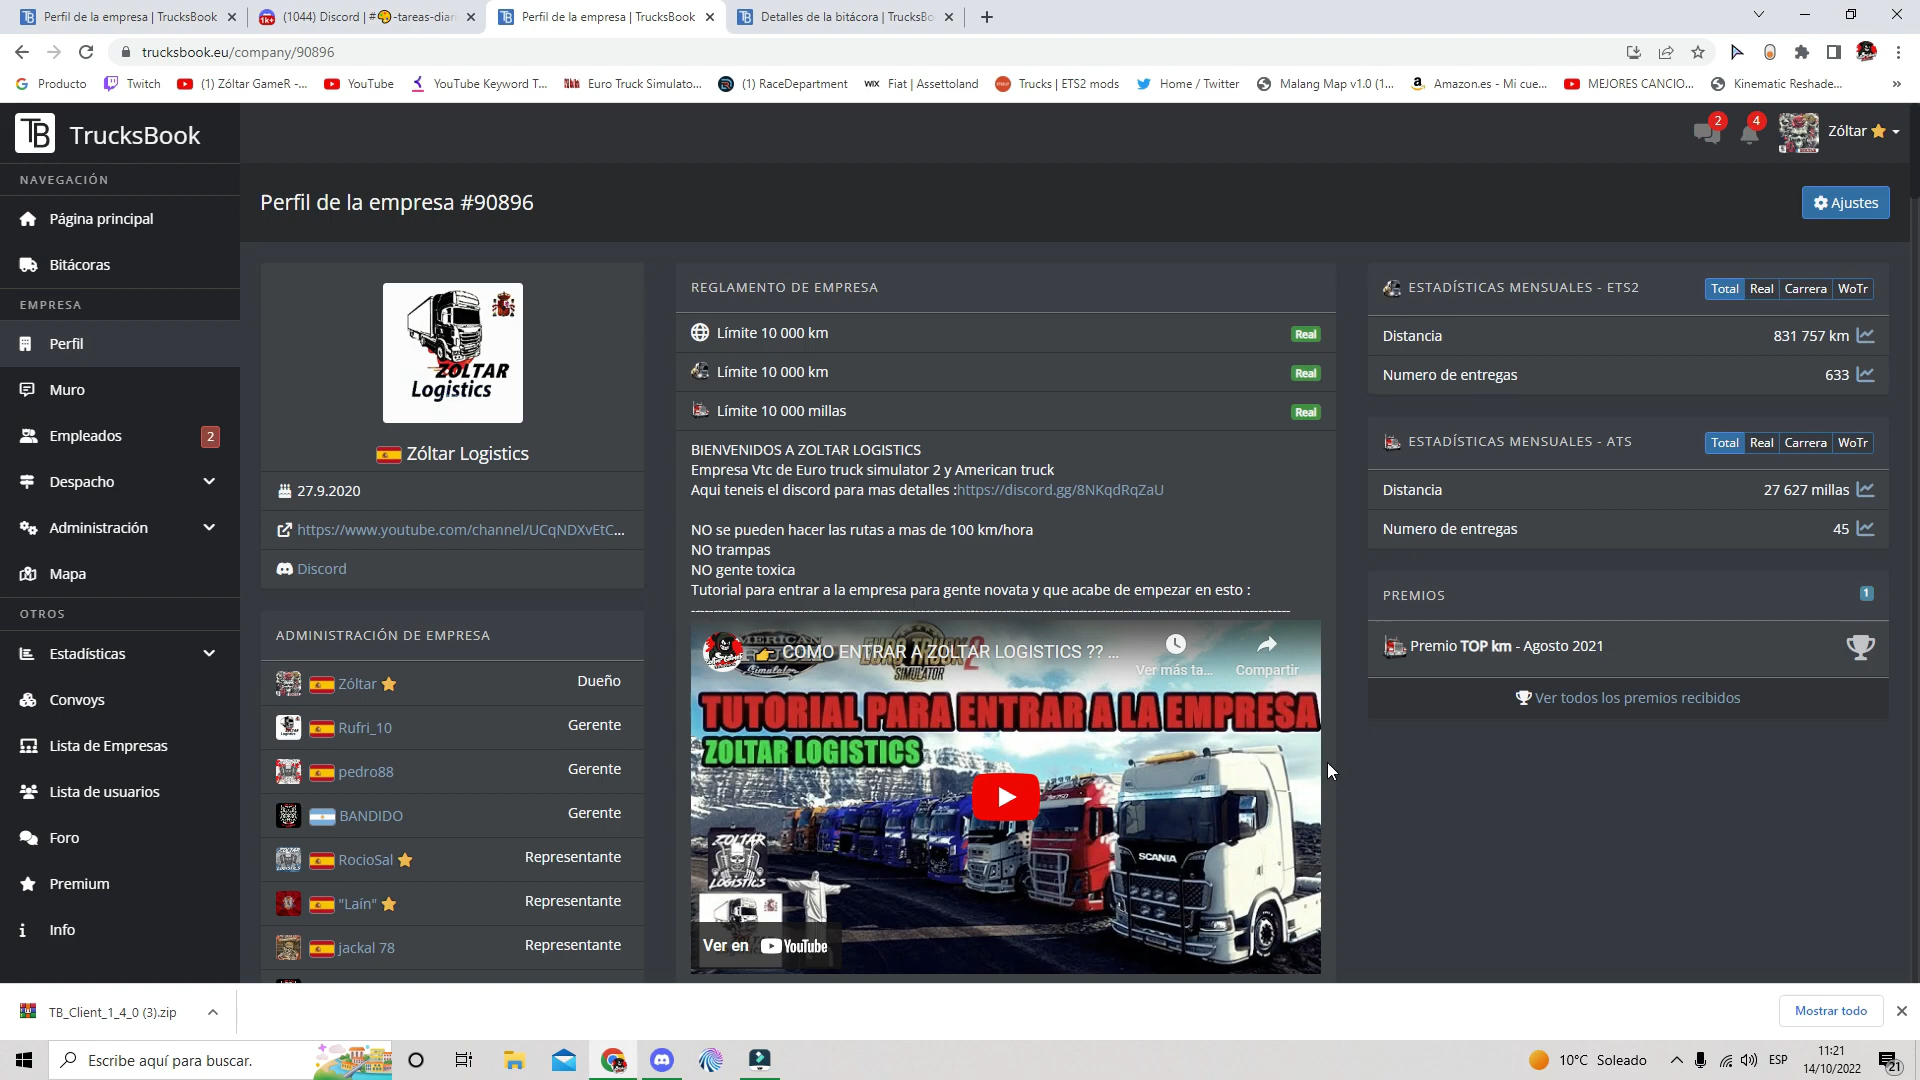 Perfil de la empresa | TrucksBook
(1044) Discord | #
-tareas-diari
Perfil de la empresa | TrucksBook
Detalles de la bitácora | TrucksBo
trucksbook.eu/company/90896
Producto
Twitch
(1) Zóltar GameR -...
YouTube
YouTube Keyword T...
Euro Truck Simulato...
(1) RaceDepartment
WIX
Fiat | Assettoland
Trucks | ETS2 mods
Home / Twitter
Malang Map v1.0 (1...
Amazon.es - Mi cue...
MEJORES CANCIO...
Kinematic Reshade...
»
TB TrucksBook
2
4
Zóltar
NAVEGACIÓN
Página principal
Bitácoras
EMPRESA
Perfil
Muro
Empleados 2
Despacho
Administración
Mapa
OTROS
Estadísticas
Convoys
Lista de Empresas
Lista de usuarios
Foro
Premium
Info
Perfil de la empresa #90896
Ajustes
ZOLTAR
Logistics
Zóltar Logistics
27.9.2020
https://www.youtube.com/channel/UCqNDXvEtC...
Discord
ADMINISTRACIÓN DE EMPRESA
Zóltar Dueño
Rufri_10 Gerente
pedro88 Gerente
BANDIDO Gerente
RocioSal Representante
"Laín" Representante
jackal 78 Representante
REGLAMENTO DE EMPRESA
Límite 10 000 km Real
Límite 10 000 km Real
Límite 10 000 millas Real
BIENVENIDOS A ZOLTAR LOGISTICS
Empresa Vtc de Euro truck simulator 2 y American truck
Aqui teneis el discord para mas detalles :https://discord.gg/8NKqdRqZaU
NO se pueden hacer las rutas a mas de 100 km/hora
NO trampas
NO gente toxica
Tutorial para entrar a la empresa para gente novata y que acabe de empezar en esto :
COMO ENTRAR A ZOLTAR LOGISTICS ?? ...
Ver más ta...
Compartir
TUTORIAL PARA ENTRAR A LA EMPRESA
ZOLTAR LOGISTICS
SCANIA
ZOLTAR
LOGISTICS
Ver en YouTube
ESTADÍSTICAS MENSUALES - ETS2
Total Real Carrera WoTr
Distancia 831 757 km
Numero de entregas 633
ESTADÍSTICAS MENSUALES - ATS
Total Real Carrera WoTr
Distancia 27 627 millas
Numero de entregas 45
PREMIOS 1
Premio TOP km - Agosto 2021
Ver todos los premios recibidos
TB_Client_1_4_0 (3).zip
Mostrar todo
Escribe aquí para buscar.
10°C Soleado
ESP
11:21
14/10/2022
21